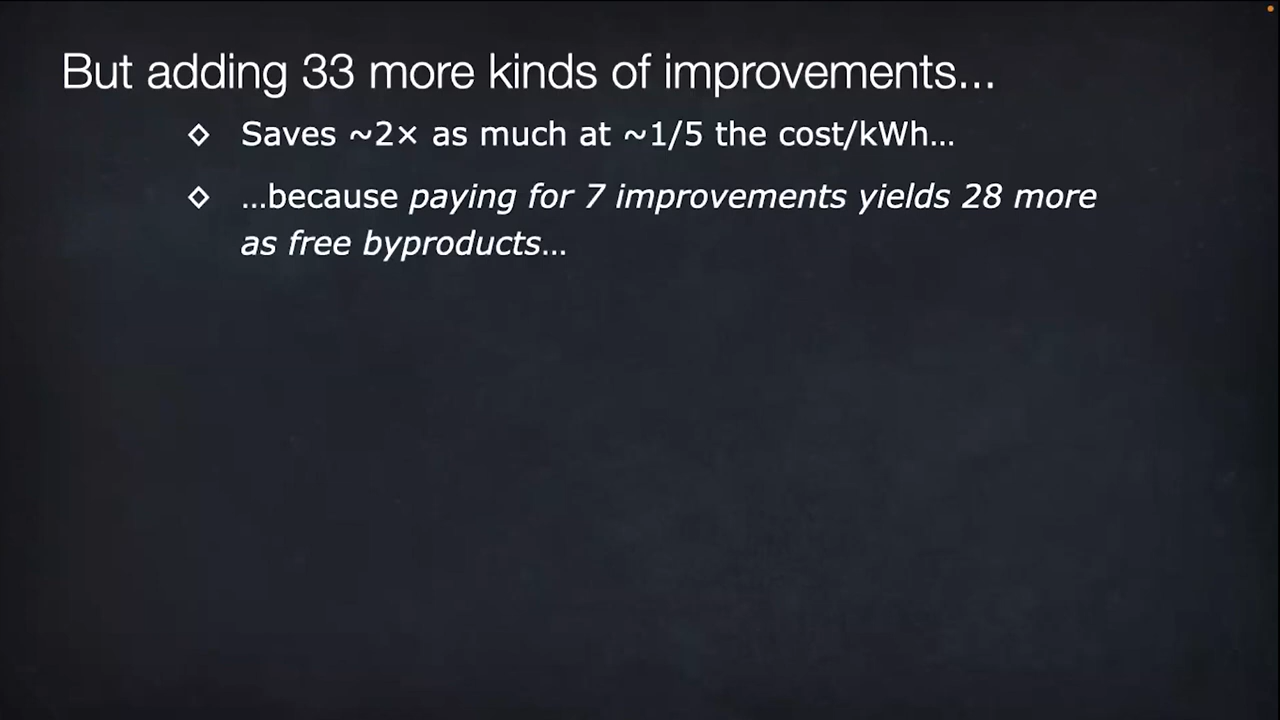 But adding 33 more kinds of improvements...
◇ Saves ~2× as much at ~1/5 the cost/kWh…
◇ …because paying for 7 improvements yields 28 more
as free byproducts…